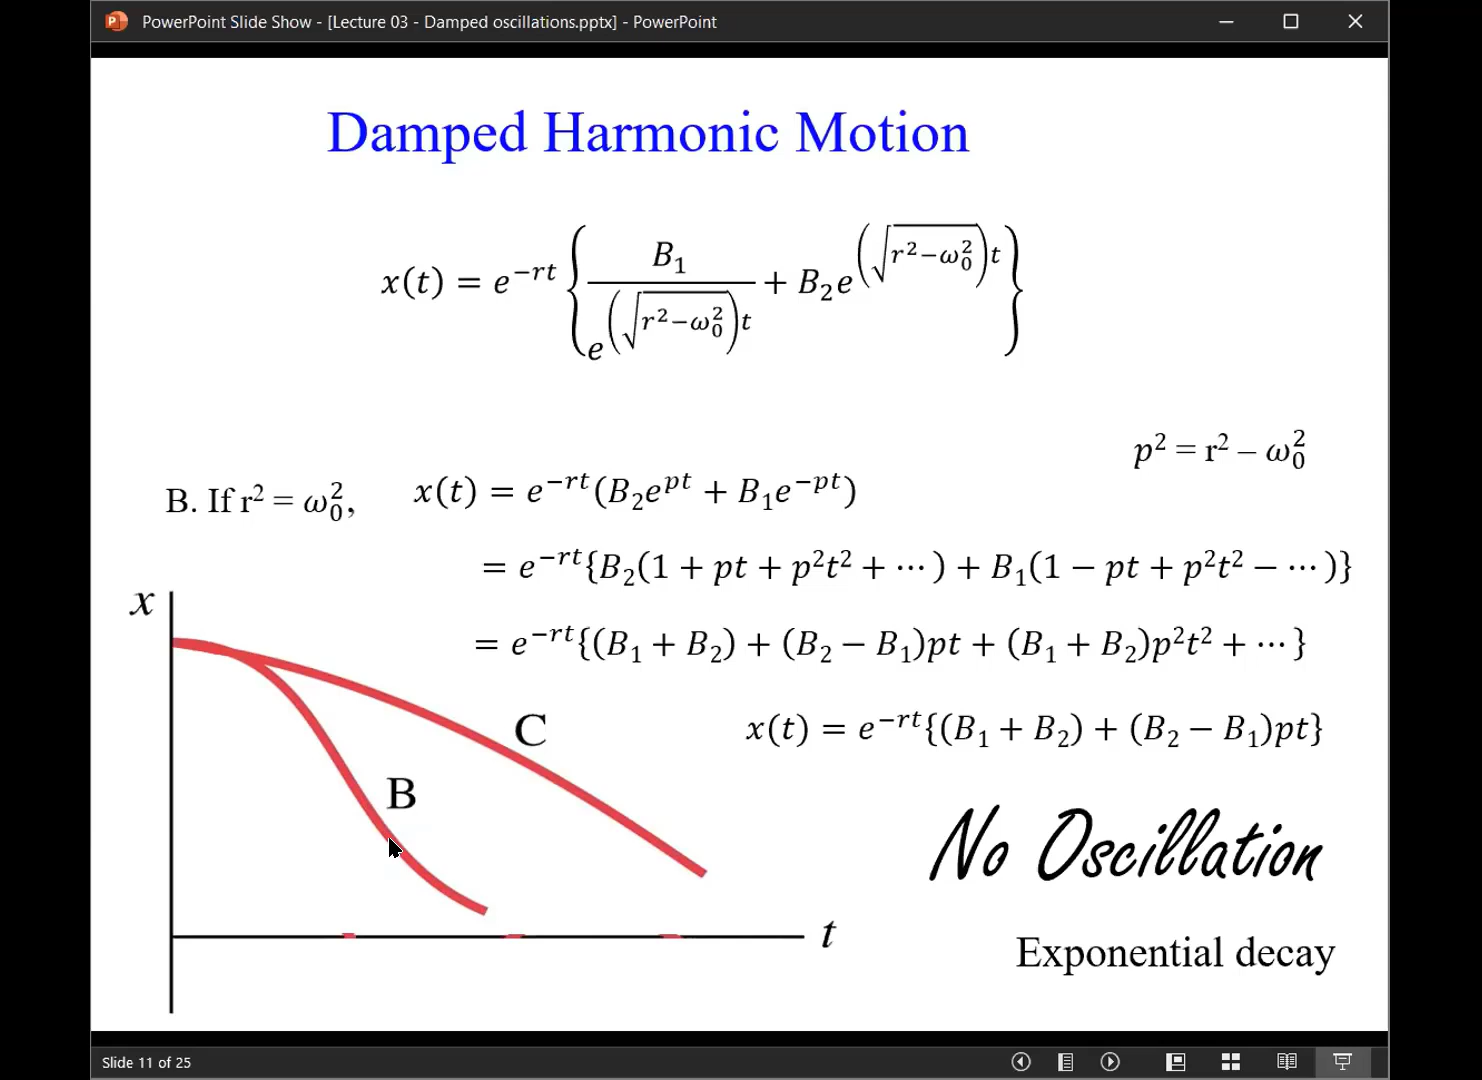 PowerPoint Slide Show - [Lecture 03 - Damped oscillations.pptx] - PowerPoint
Damped Harmonic Motion
x(t) = e^{-rt} { B₁ / e^{(√(r²−ω₀²))t} + B₂e^{(√(r²−ω₀²))t} }
p² = r² – ω₀²
B. If r² = ω₀², x(t) = e^{−rt}(B₂e^{pt} + B₁e^{−pt})
= e^{−rt}{B₂(1 + pt + p²t² + ⋯) + B₁(1 − pt + p²t² − ⋯)}
= e^{−rt}{(B₁ + B₂) + (B₂ − B₁)pt + (B₁ + B₂)p²t² + ⋯}
x(t) = e^{−rt}{(B₁ + B₂) + (B₂ − B₁)pt}
x
C
B
t
No Oscillation
Exponential decay
Slide 11 of 25